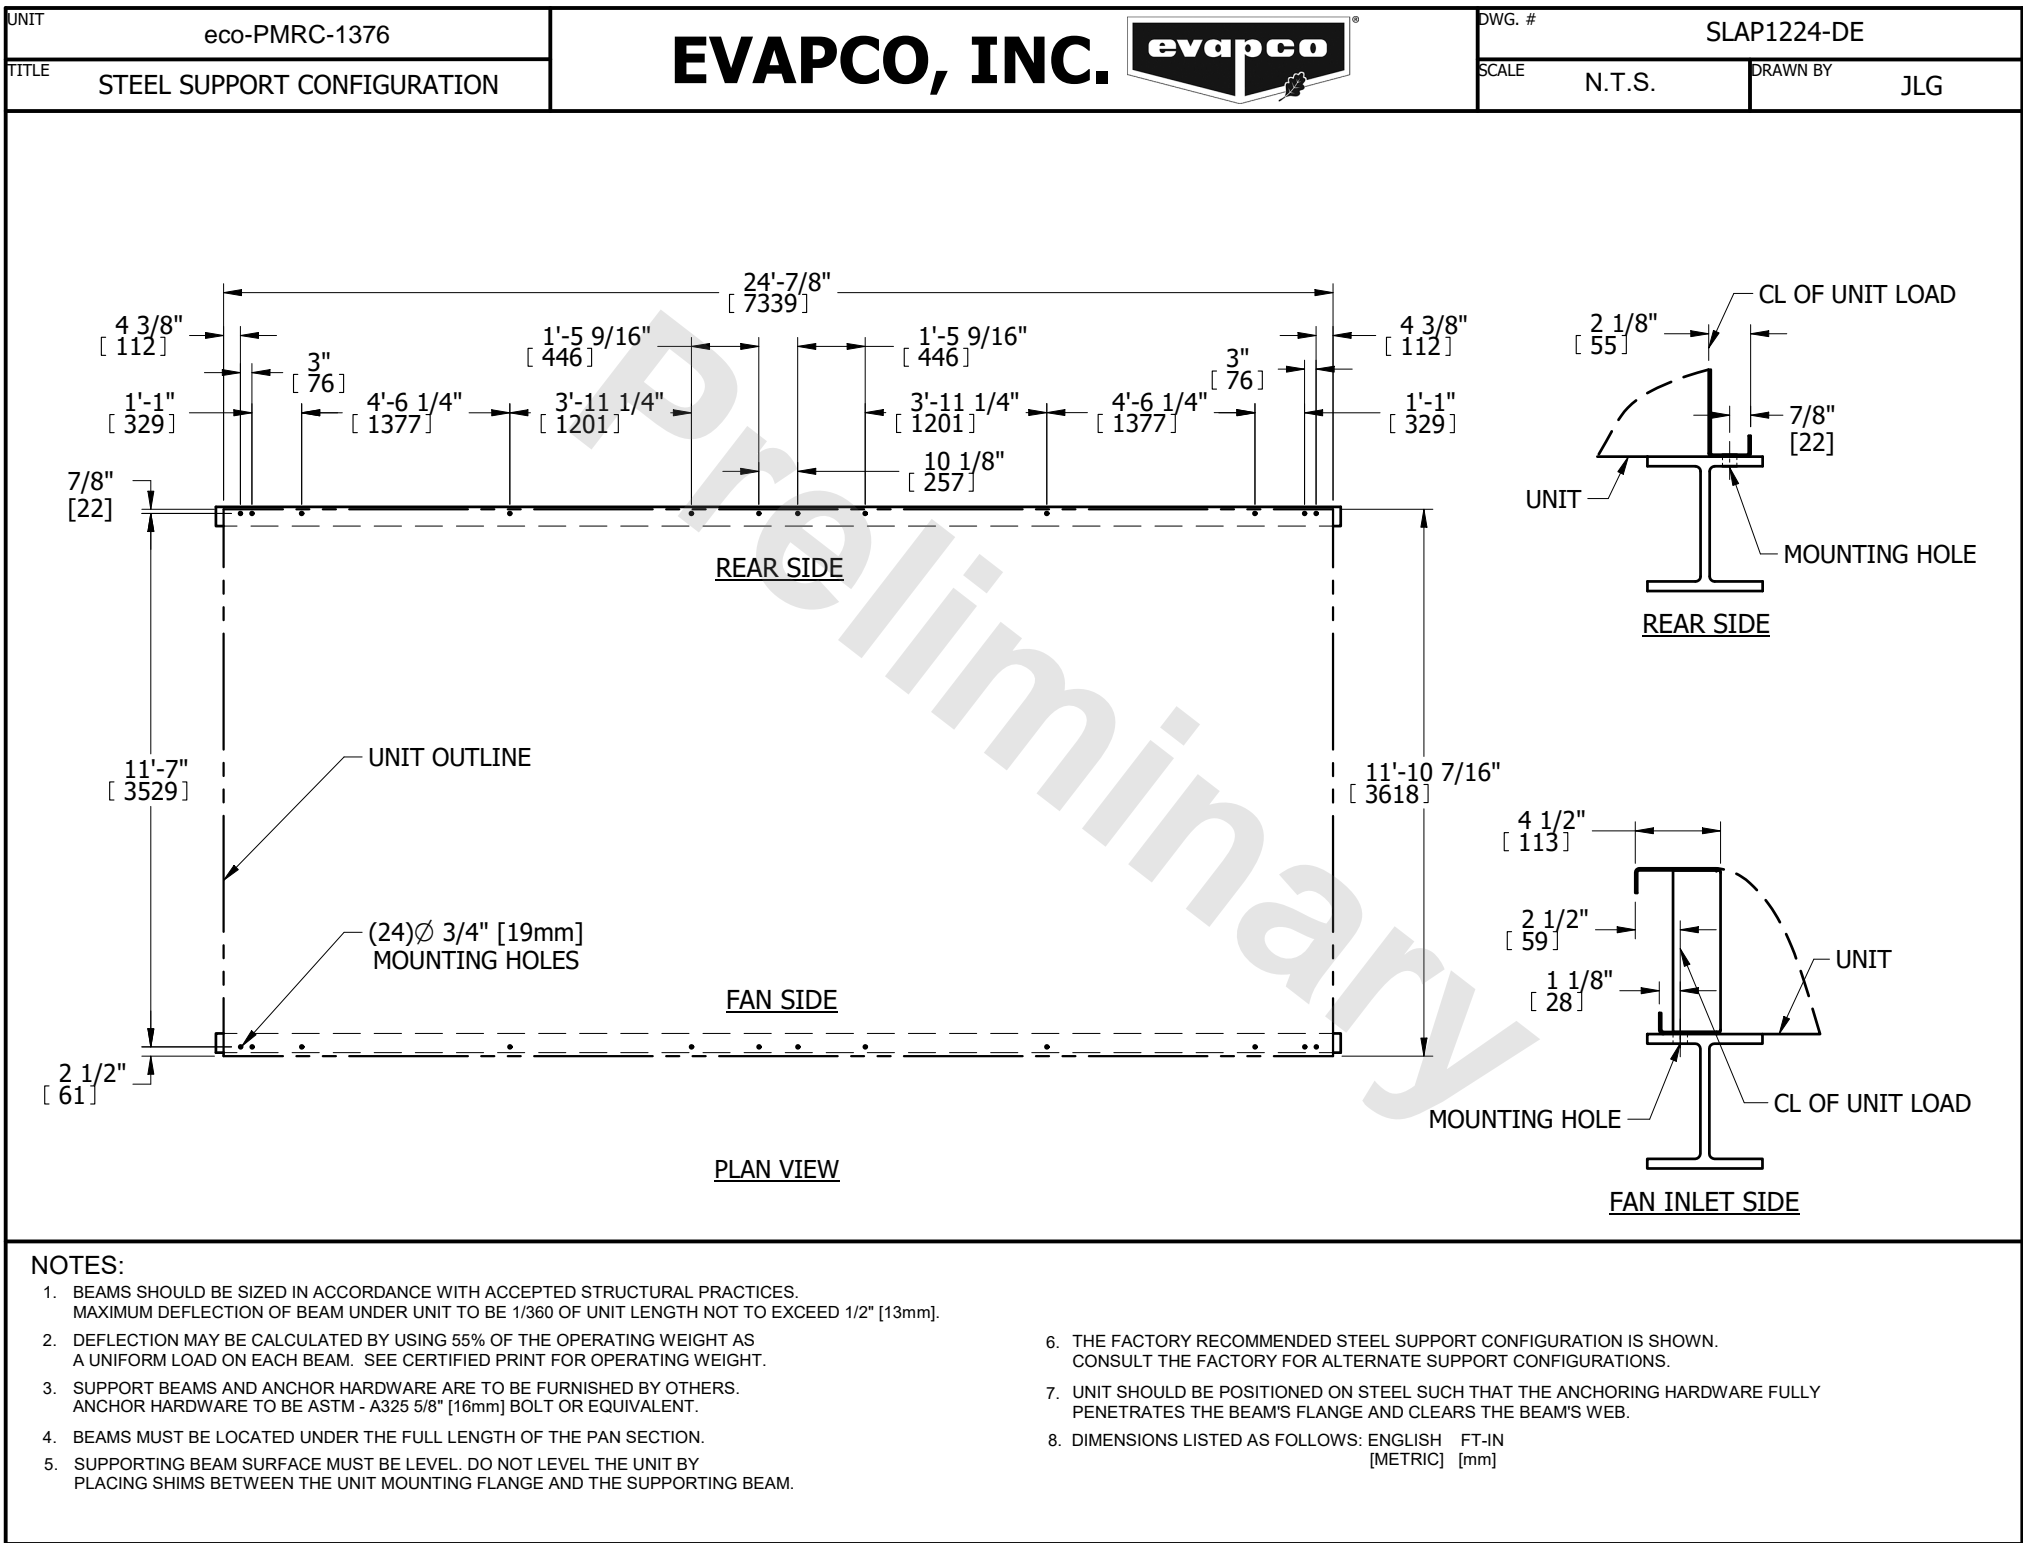 UNIT
eco-PMRC-1376
TITLE
STEEL SUPPORT CONFIGURATION
EVAPCO, INC.
evapco
®
DWG. #
SLAP1224-DE
SCALE
N.T.S.
DRAWN BY
JLG
24'-7/8"
[ 7339]
4 3/8"
[ 112]
3"
[ 76]
1'-1"
[ 329]
1'-5 9/16"
[ 446]
4'-6 1/4"
[ 1377]
3'-11 1/4"
[ 1201]
1'-5 9/16"
[ 446]
3'-11 1/4"
[ 1201]
4'-6 1/4"
[ 1377]
10 1/8"
[ 257]
4 3/8"
[ 112]
3"
[ 76]
1'-1"
[ 329]
7/8"
[22]
REAR SIDE
UNIT OUTLINE
11'-7"
[ 3529]
11'-10 7/16"
[ 3618]
(24)Ø 3/4" [19mm]
MOUNTING HOLES
FAN SIDE
2 1/2"
[ 61]
PLAN VIEW
Preliminary
CL OF UNIT LOAD
2 1/8"
[ 55]
7/8"
[22]
UNIT
MOUNTING HOLE
REAR SIDE
4 1/2"
[ 113]
2 1/2"
[ 59]
1 1/8"
[ 28]
UNIT
CL OF UNIT LOAD
MOUNTING HOLE
FAN INLET SIDE
NOTES:
1. BEAMS SHOULD BE SIZED IN ACCORDANCE WITH ACCEPTED STRUCTURAL PRACTICES.
MAXIMUM DEFLECTION OF BEAM UNDER UNIT TO BE 1/360 OF UNIT LENGTH NOT TO EXCEED 1/2" [13mm].
2. DEFLECTION MAY BE CALCULATED BY USING 55% OF THE OPERATING WEIGHT AS
A UNIFORM LOAD ON EACH BEAM. SEE CERTIFIED PRINT FOR OPERATING WEIGHT.
3. SUPPORT BEAMS AND ANCHOR HARDWARE ARE TO BE FURNISHED BY OTHERS.
ANCHOR HARDWARE TO BE ASTM - A325 5/8" [16mm] BOLT OR EQUIVALENT.
4. BEAMS MUST BE LOCATED UNDER THE FULL LENGTH OF THE PAN SECTION.
5. SUPPORTING BEAM SURFACE MUST BE LEVEL. DO NOT LEVEL THE UNIT BY
PLACING SHIMS BETWEEN THE UNIT MOUNTING FLANGE AND THE SUPPORTING BEAM.
6. THE FACTORY RECOMMENDED STEEL SUPPORT CONFIGURATION IS SHOWN.
CONSULT THE FACTORY FOR ALTERNATE SUPPORT CONFIGURATIONS.
7. UNIT SHOULD BE POSITIONED ON STEEL SUCH THAT THE ANCHORING HARDWARE FULLY
PENETRATES THE BEAM'S FLANGE AND CLEARS THE BEAM'S WEB.
8. DIMENSIONS LISTED AS FOLLOWS: ENGLISH FT-IN
[METRIC] [mm]